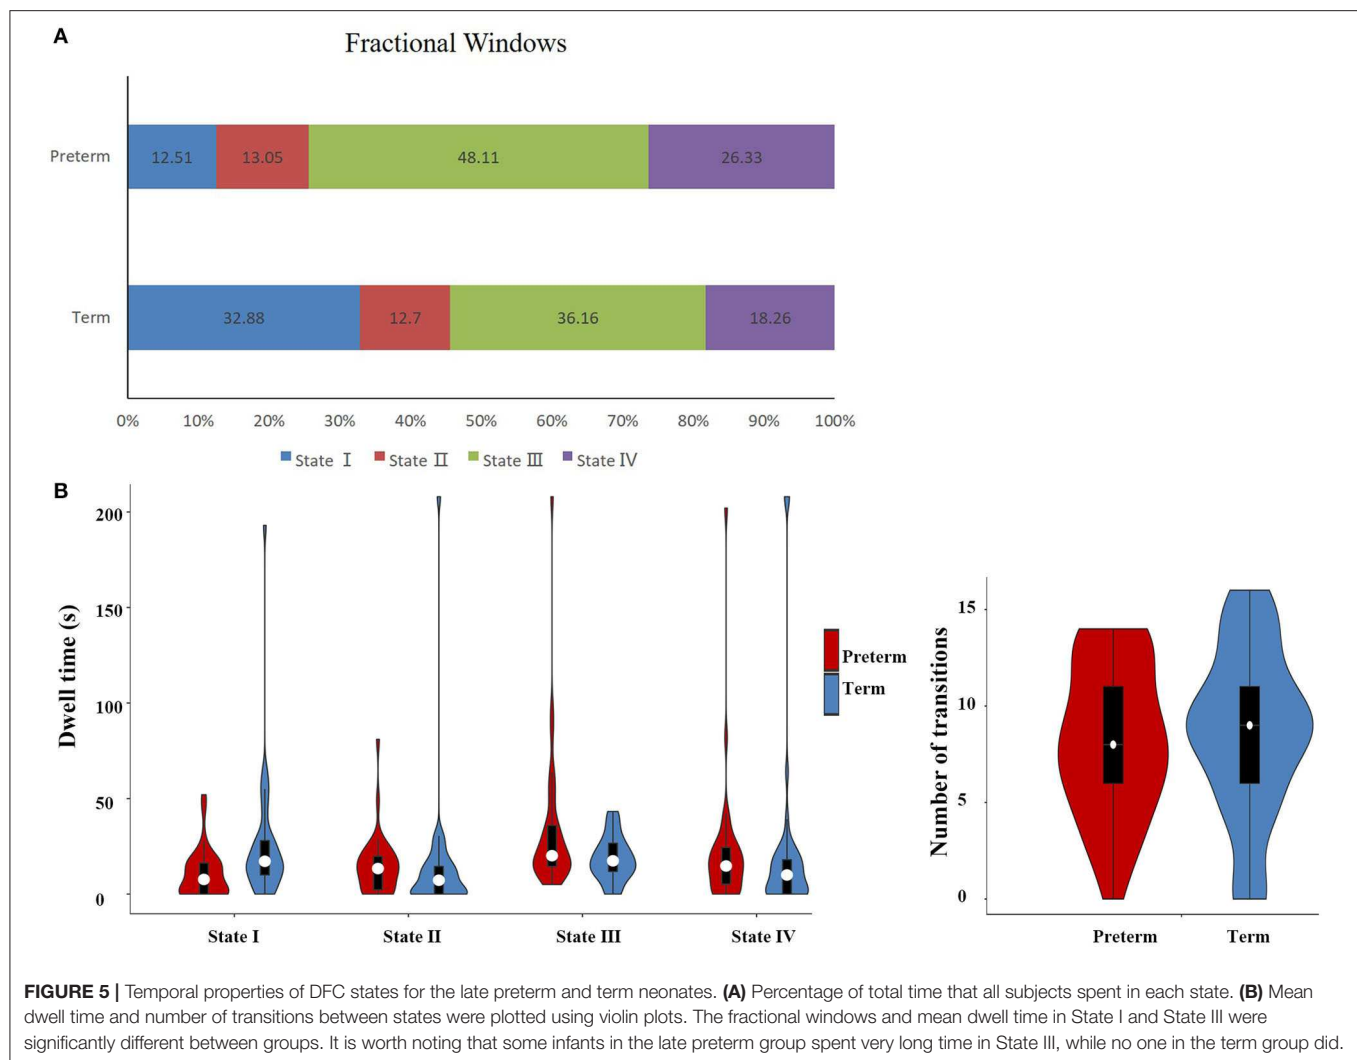 A
Fractional Windows
Preterm
12.51 13.05 48.11 26.33
Term
32.88 12.7 36.16 18.26
0% 10% 20% 30% 40% 50% 60% 70% 80% 90% 100%
State Ⅰ State Ⅱ State Ⅲ State Ⅳ
B
Dwell time (s)
200
150
100
50
0
State I State II State III State IV
Preterm
Term
Number of transitions
15
10
5
0
Preterm Term
FIGURE 5 | Temporal properties of DFC states for the late preterm and term neonates. (A) Percentage of total time that all subjects spent in each state. (B) Mean
dwell time and number of transitions between states were plotted using violin plots. The fractional windows and mean dwell time in State I and State III were
significantly different between groups. It is worth noting that some infants in the late preterm group spent very long time in State III, while no one in the term group did.